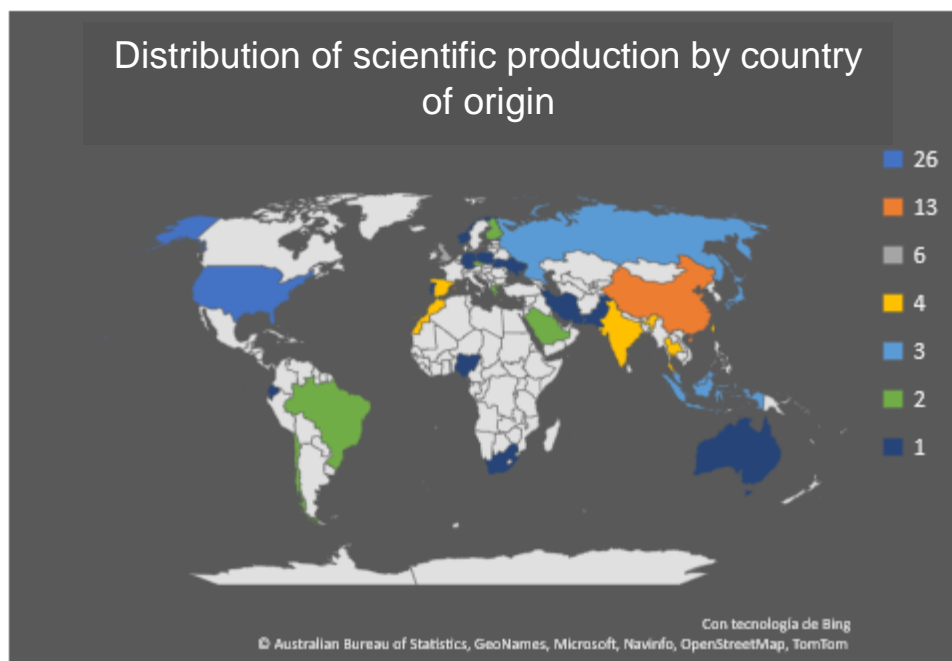 Distribution of scientific production by country
of origin
26
13
6
4
3
2
1
Con tecnología de Bing
© Australian Bureau of Statistics, GeoNames, Microsoft, Navinfo, OpenStreetMap, TomTom